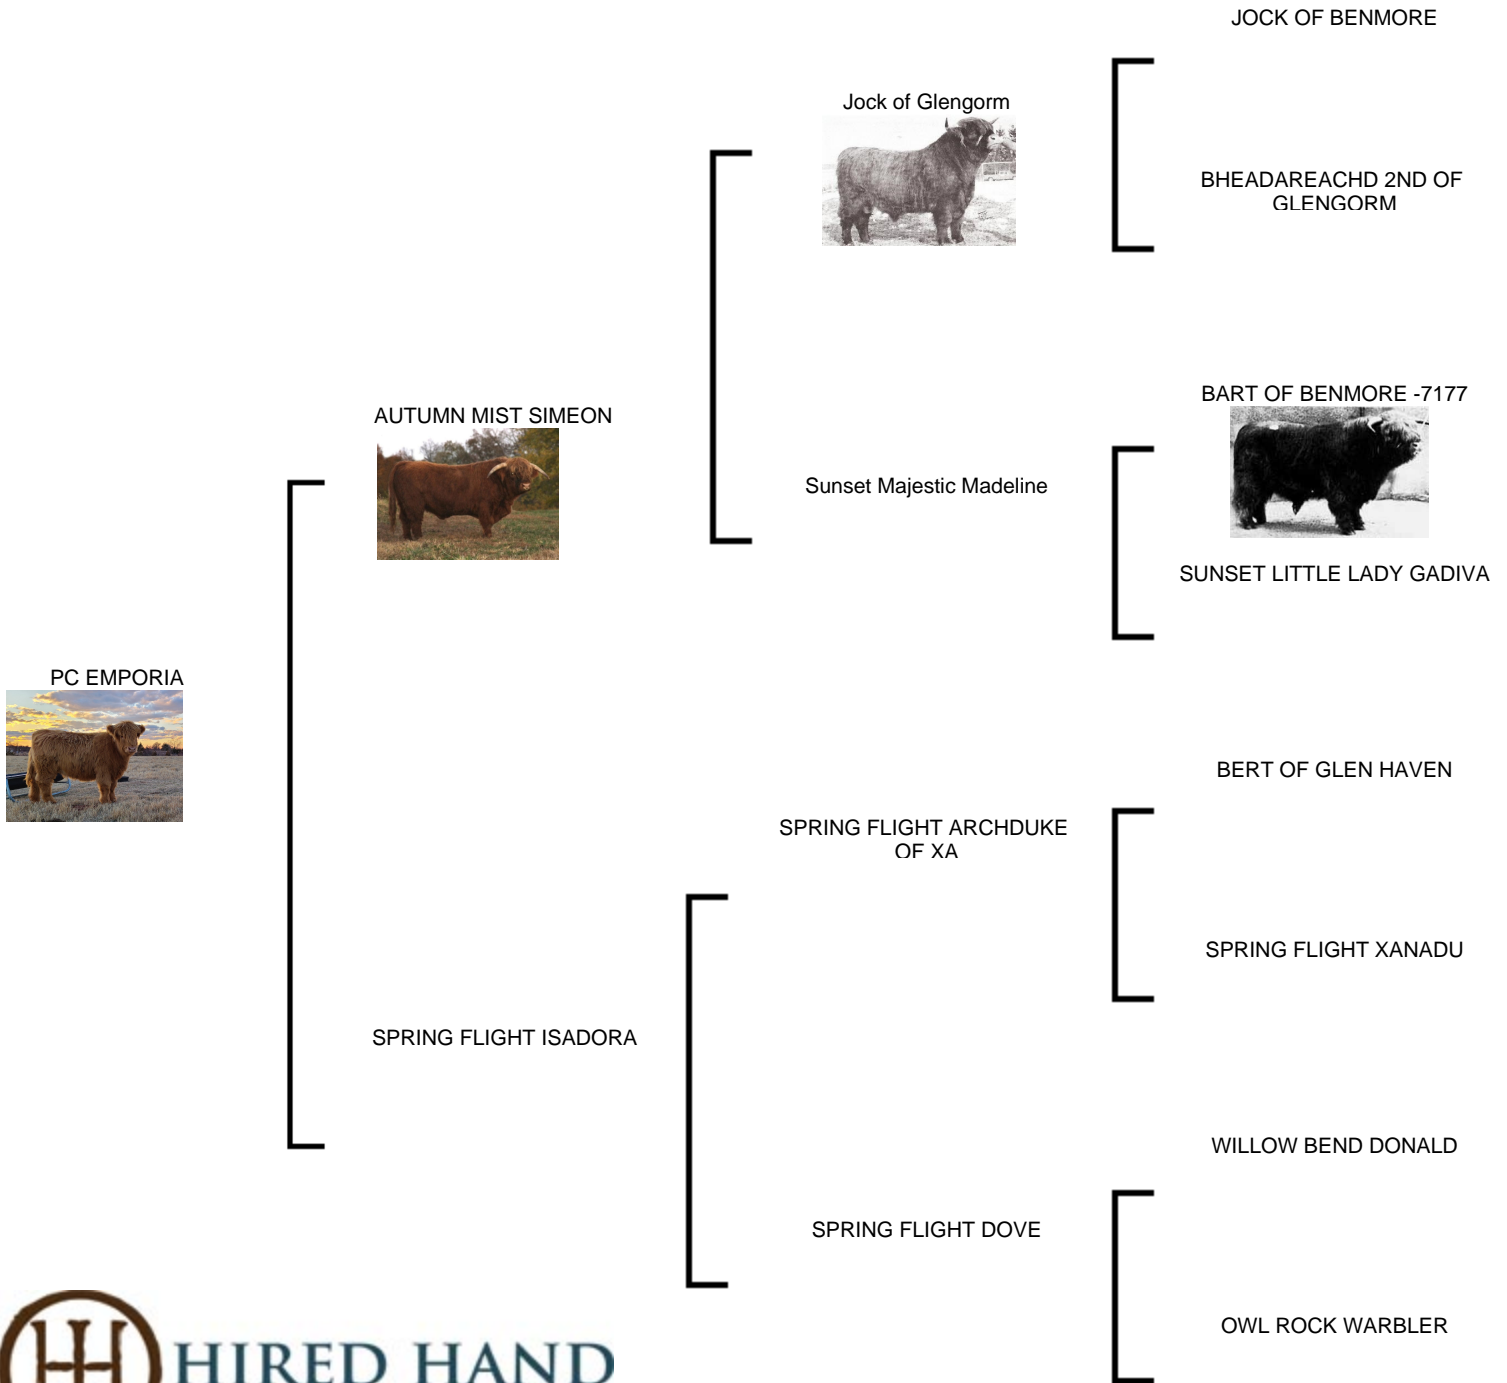 JOCK OF BENMORE
Jock of Glengorm
BHEADAREACHD 2ND OF
GLENGORM
BART OF BENMORE -7177
AUTUMN MIST SIMEON
Sunset Majestic Madeline
SUNSET LITTLE LADY GADIVA
PC EMPORIA
BERT OF GLEN HAVEN
SPRING FLIGHT ARCHDUKE
OF XA
SPRING FLIGHT XANADU
SPRING FLIGHT ISADORA
WILLOW BEND DONALD
SPRING FLIGHT DOVE
OWL ROCK WARBLER
HIRED HAND